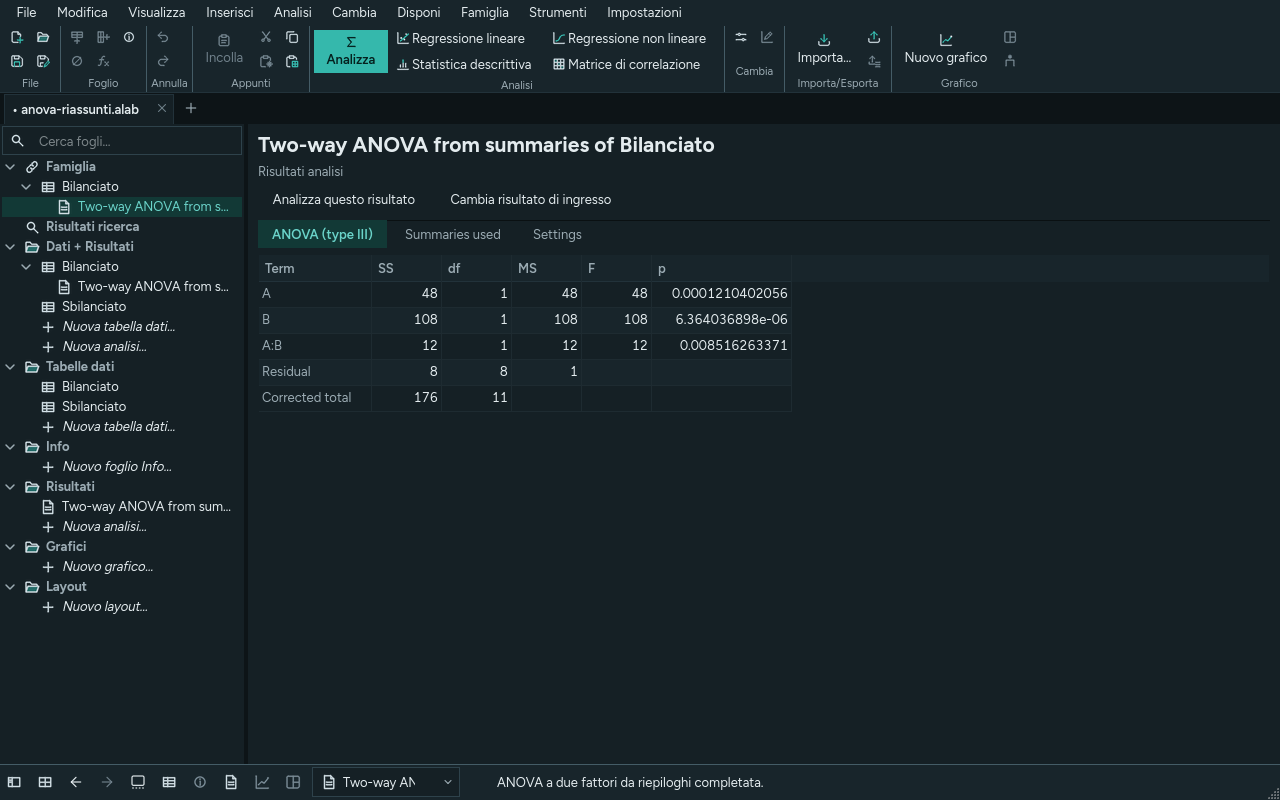 File Modifica Visualizza Inserisci Analisi Cambia Disponi Famiglia Strumenti Impostazioni
Incolla
Σ
Analizza
Regressione lineare
Regressione non lineare
Statistica descrittiva
Matrice di correlazione
Importa...
Nuovo grafico
File Foglio Annulla Appunti Analisi Cambia Importa/Esporta Grafico
• anova-riassunti.alab
Cerca fogli...
Famiglia
Bilanciato
Two-way ANOVA from s...
Risultati ricerca
Dati + Risultati
Bilanciato
Two-way ANOVA from s...
Sbilanciato
Nuova tabella dati...
Nuova analisi...
Tabelle dati
Bilanciato
Sbilanciato
Nuova tabella dati...
Info
Nuovo foglio Info...
Risultati
Two-way ANOVA from sum...
Nuova analisi...
Grafici
Nuovo grafico...
Layout
Nuovo layout...
Two-way ANOVA from summaries of Bilanciato
Risultati analisi
Analizza questo risultato Cambia risultato di ingresso
ANOVA (type III) Summaries used Settings
Term SS df MS F p
A 48 1 48 48 0.0001210402056
B 108 1 108 108 6.364036898e-06
A:B 12 1 12 12 0.008516263371
Residual 8 8 1
Corrected total 176 11
Two-way AN
ANOVA a due fattori da riepiloghi completata.